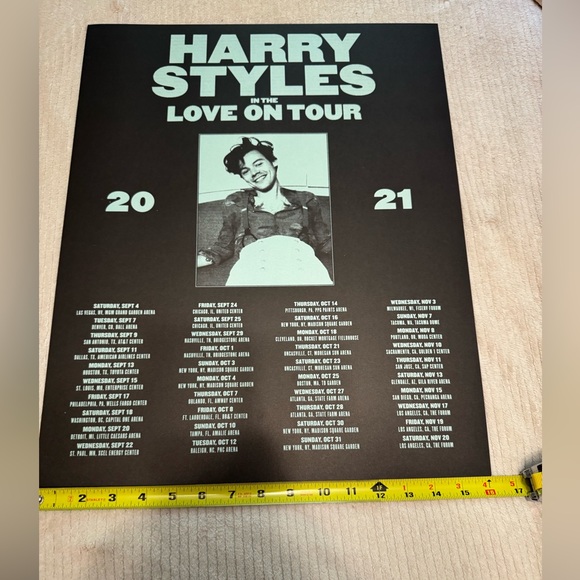 HARRY
STYLES
IN THE
LOVE ON TOUR
20
21
SATURDAY, SEPT 4
LAS VEGAS, NV, MGM GRAND GARDEN ARENA
TUESDAY, SEPT 7
DENVER, CO, BALL ARENA
THURSDAY, SEPT 9
SAN ANTONIO, TX, AT&T CENTER
SATURDAY, SEPT 11
DALLAS, TX, AMERICAN AIRLINES CENTER
MONDAY, SEPT 13
HOUSTON, TX, TOYOTA CENTER
WEDNESDAY, SEPT 15
ST. LOUIS, MO, ENTERPRISE CENTER
FRIDAY, SEPT 17
PHILADELPHIA, PA, WELLS FARGO CENTER
SATURDAY, SEPT 18
WASHINGTON, DC, CAPITAL ONE ARENA
MONDAY, SEPT 20
DETROIT, MI, LITTLE CAESARS ARENA
WEDNESDAY, SEPT 22
ST. PAUL, MN, XCEL ENERGY CENTER
FRIDAY, SEPT 24
CHICAGO, IL, UNITED CENTER
SATURDAY, SEPT 25
CHICAGO, IL, UNITED CENTER
WEDNESDAY, SEPT 29
NASHVILLE, TN, BRIDGESTONE ARENA
FRIDAY, OCT 1
NASHVILLE, TN, BRIDGESTONE ARENA
SUNDAY, OCT 3
NEW YORK, NY, MADISON SQUARE GARDEN
MONDAY, OCT 4
NEW YORK, NY, MADISON SQUARE GARDEN
THURSDAY, OCT 7
ORLANDO, FL, AMWAY CENTER
FRIDAY, OCT 8
FT. LAUDERDALE, FL, BB&T CENTER
SUNDAY, OCT 10
TAMPA, FL, AMALIE ARENA
TUESDAY, OCT 12
RALEIGH, NC, PNC ARENA
THURSDAY, OCT 14
PITTSBURGH, PA, PPG PAINTS ARENA
SATURDAY, OCT 16
NEW YORK, NY, MADISON SQUARE GARDEN
MONDAY, OCT 18
CLEVELAND, OH, ROCKET MORTGAGE FIELDHOUSE
THURSDAY, OCT 21
UNCASVILLE, CT, MOHEGAN SUN ARENA
SATURDAY, OCT 23
UNCASVILLE, CT, MOHEGAN SUN ARENA
MONDAY, OCT 25
BOSTON, MA, TD GARDEN
WEDNESDAY, OCT 27
ATLANTA, GA, STATE FARM ARENA
THURSDAY, OCT 28
ATLANTA, GA, STATE FARM ARENA
SATURDAY, OCT 30
NEW YORK, NY, MADISON SQUARE GARDEN
SUNDAY, OCT 31
NEW YORK, NY, MADISON SQUARE GARDEN
WEDNESDAY, NOV 3
MILWAUKEE, WI, FISERV FORUM
SUNDAY, NOV 7
TACOMA, WA, TACOMA DOME
MONDAY, NOV 8
PORTLAND, OR, MODA CENTER
WEDNESDAY, NOV 10
SACRAMENTO, CA, GOLDEN 1 CENTER
THURSDAY, NOV 11
SAN JOSE, CA, SAP CENTER
SATURDAY, NOV 13
GLENDALE, AZ, GILA RIVER ARENA
MONDAY, NOV 15
SAN DIEGO, CA, PECHANGA ARENA
WEDNESDAY, NOV 17
LOS ANGELES, CA, THE FORUM
FRIDAY, NOV 19
LOS ANGELES, CA, THE FORUM
SATURDAY, NOV 20
LOS ANGELES, CA, THE FORUM
2 3 4 5 6 7 8 9 10 11 12 13 14 15 16 17
1F 1 2 3 4 5